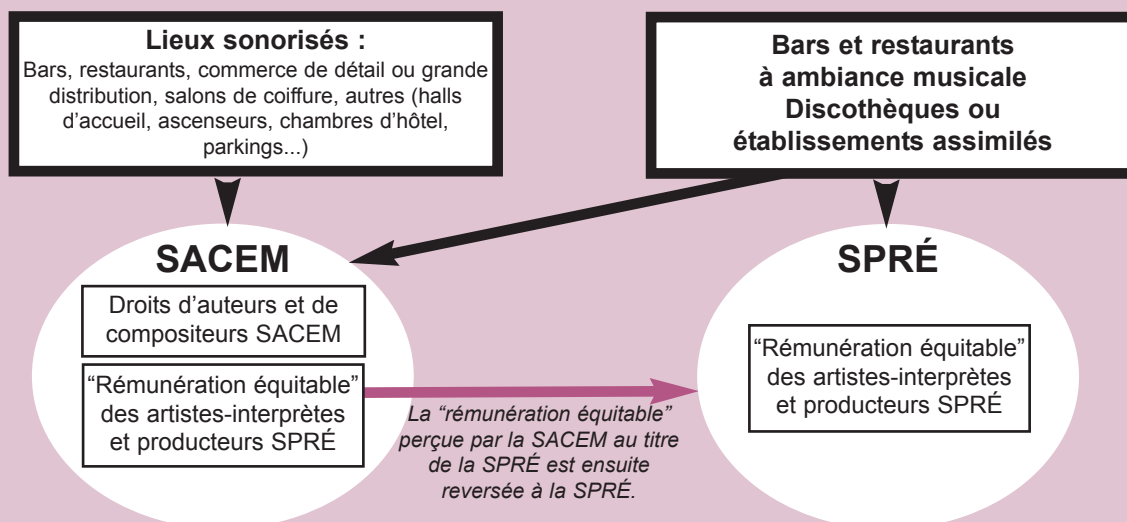 Lieux sonorisés :
Bars, restaurants, commerce de détail ou grande
distribution, salons de coiffure, autres (halls
d’accueil, ascenseurs, chambres d’hôtel,
parkings...)
Bars et restaurants
à ambiance musicale
Discothèques ou
établissements assimilés
SACEM
Droits d’auteurs et de
compositeurs SACEM
“Rémunération équitable”
des artistes-interprètes
et producteurs SPRÉ
La “rémunération équitable”
perçue par la SACEM au titre
de la SPRÉ est ensuite
reversée à la SPRÉ.
SPRÉ
“Rémunération équitable”
des artistes-interprètes
et producteurs SPRÉ